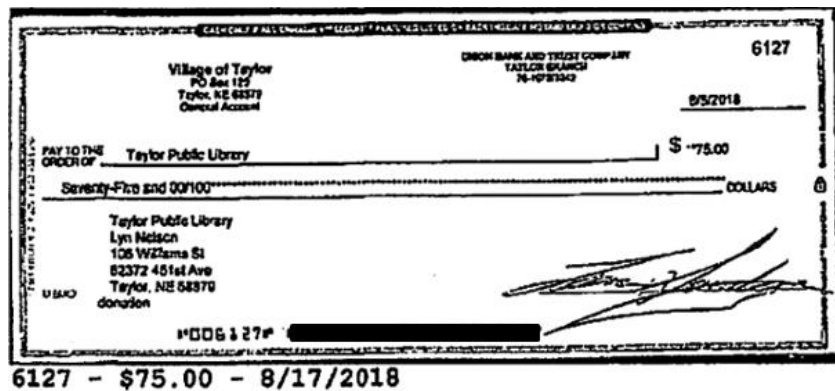 6127
Village of Taylor
PO Box 122
Taylor, NE 68879
General Account
UNION BANK AND TRUST COMPANY
TAYLOR BRANCH
8/5/2018
PAY TO THE
ORDER OF Taylor Public Library $ **75.00
Seventy-Five and 00/100 DOLLARS
Taylor Public Library
Lyn Nelson
106 Williams St
82372 451st Ave
Taylor, NE 68879
MEMO
donation
⑈006127⑈
6127 - $75.00 - 8/17/2018